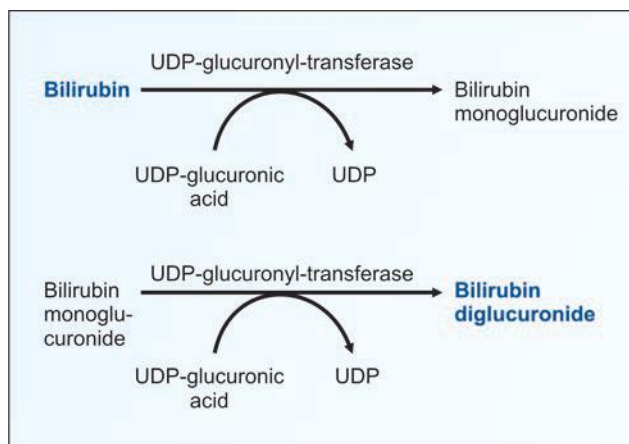 UDP-glucuronyl-transferase
Bilirubin
Bilirubin
monoglucuronide
UDP-glucuronic
acid
UDP
UDP-glucuronyl-transferase
Bilirubin
monoglu-
curonide
Bilirubin
diglucuronide
UDP-glucuronic
acid
UDP